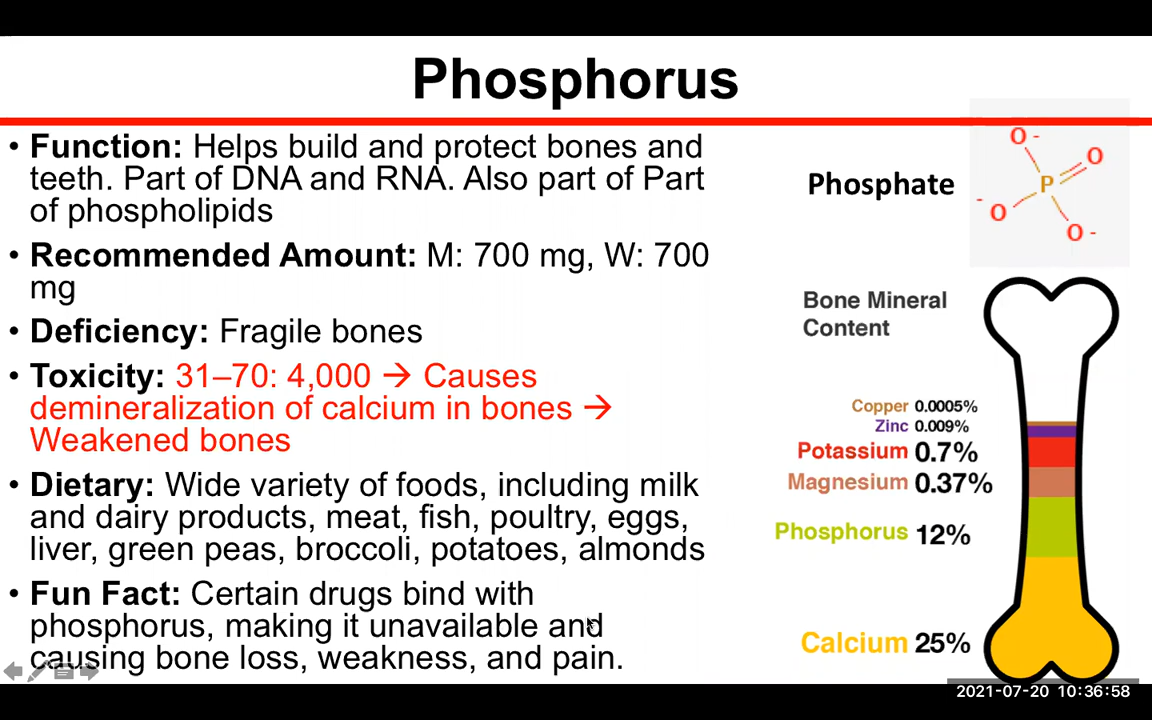 Phosphorus
• Function: Helps build and protect bones and
teeth. Part of DNA and RNA. Also part of Part
of phospholipids
• Recommended Amount: M: 700 mg, W: 700
mg
• Deficiency: Fragile bones
• Toxicity: 31–70: 4,000 → Causes
demineralization of calcium in bones →
Weakened bones
• Dietary: Wide variety of foods, including milk
and dairy products, meat, fish, poultry, eggs,
liver, green peas, broccoli, potatoes, almonds
• Fun Fact: Certain drugs bind with
phosphorus, making it unavailable and
causing bone loss, weakness, and pain.
Phosphate
O -
O
P
- O
O -
Bone Mineral
Content
Copper 0.0005%
Zinc 0.009%
Potassium 0.7%
Magnesium 0.37%
Phosphorus 12%
Calcium 25%
2021-07-20 10:36:58